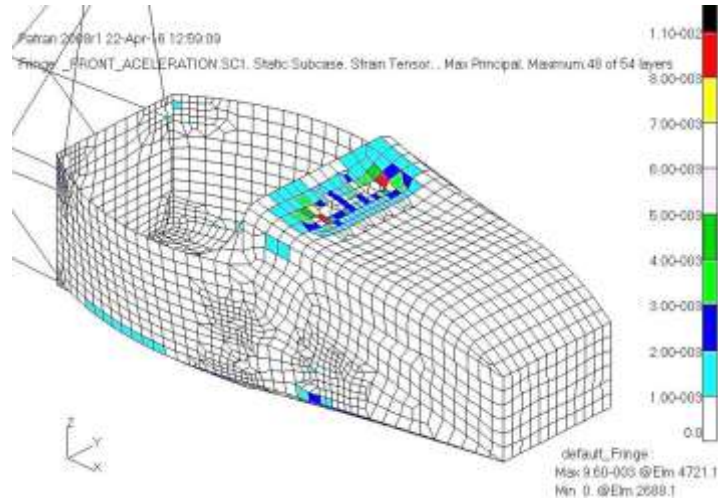 Patran 2008r1 22-Apr-16 12:59:09
Fringe: _FRONT_ACELERATION:SC1, Static Subcase, Strain Tensor, , Max Principal, Maximum,48 of 54 layers
1.10-002
8.00-003
7.00-003
6.00-003
5.00-003
4.00-003
3.00-003
2.00-003
1.00-003
0.0
Z
Y
X
default_Fringe :
Max 9.60-003 @Elm 4721.1
Min 0. @Elm 2688.1